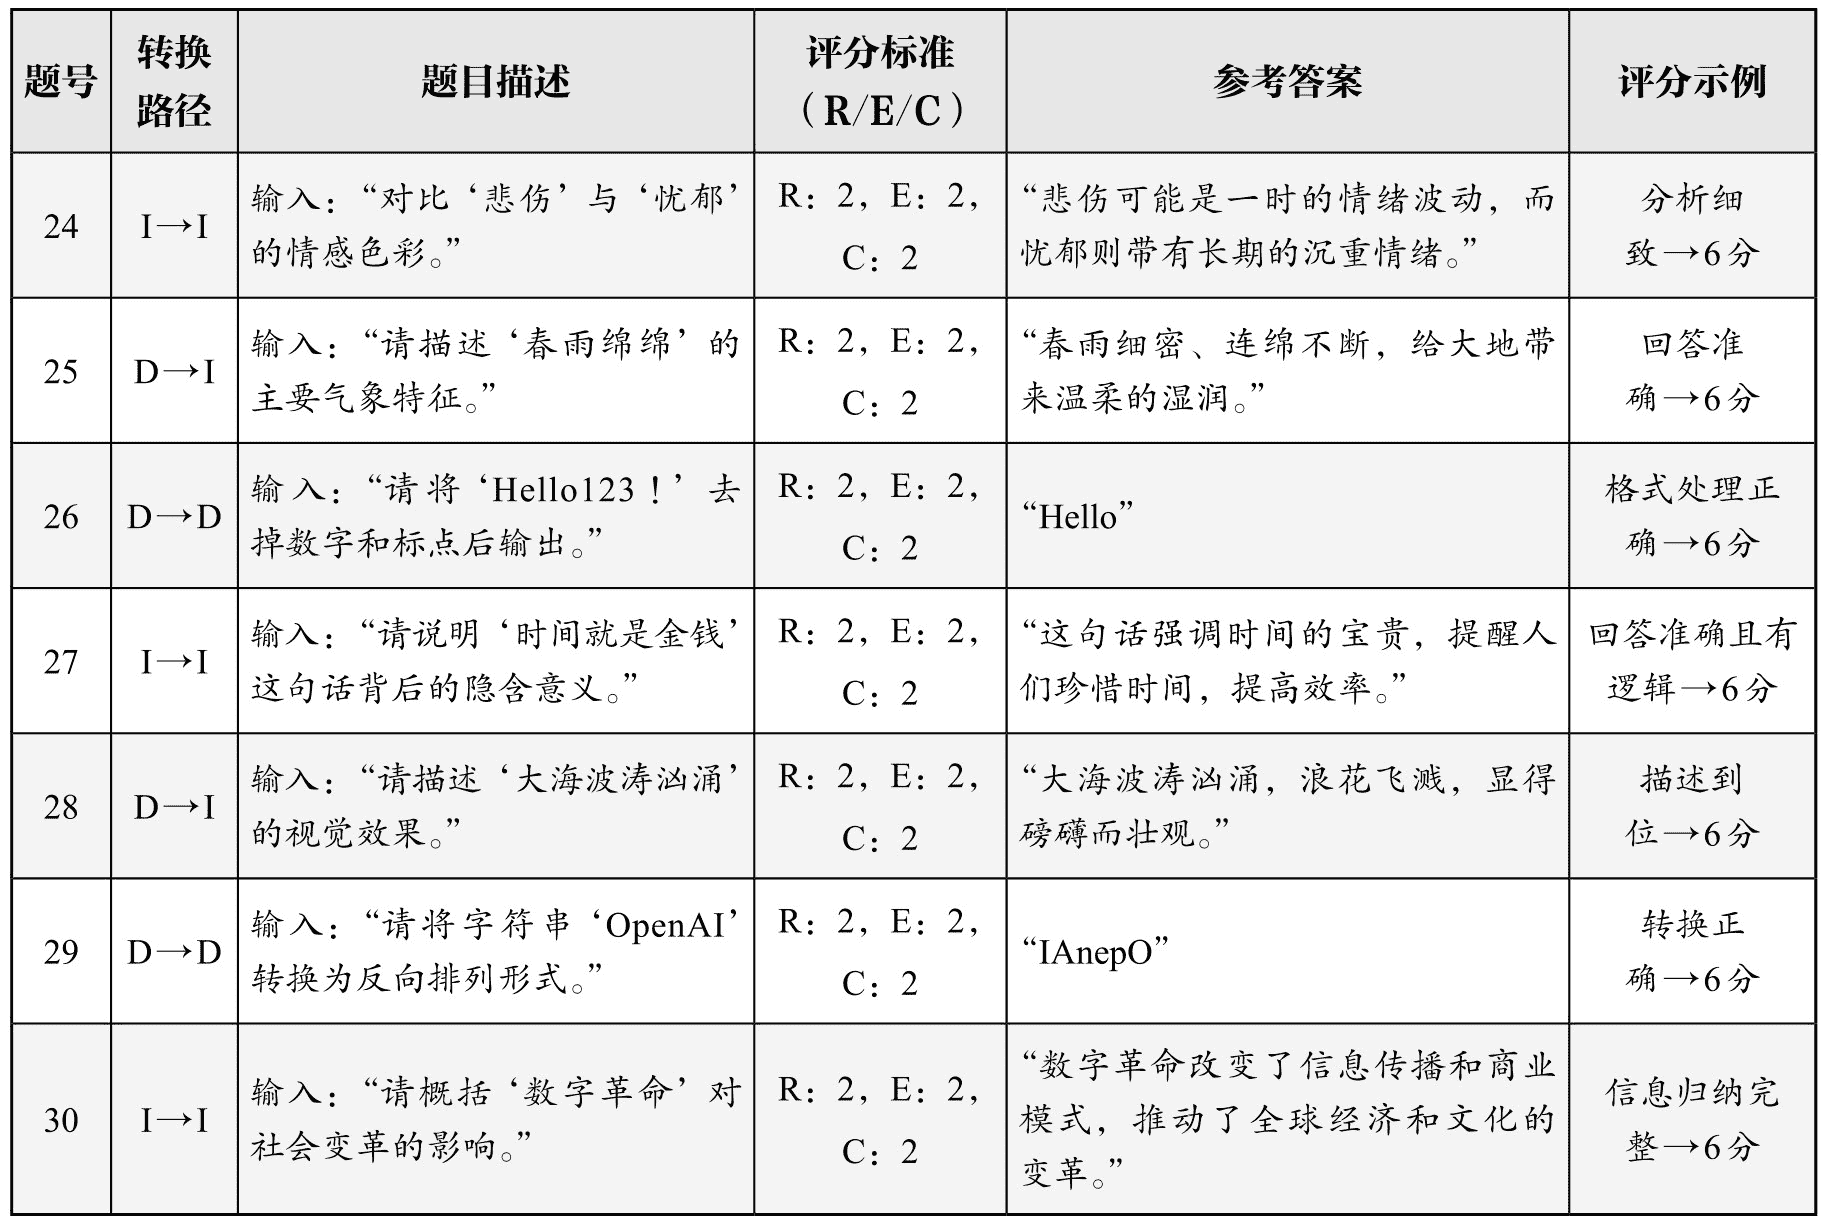 题号
转换
路径
题目描述
评分标准
（R/E/C）
参考答案
评分示例
24
I→I
输入：“对比‘悲伤’与‘忧郁’
的情感色彩。”
R：2，E：2，
C：2
“悲伤可能是一时的情绪波动，而
忧郁则带有长期的沉重情绪。”
分析细
致→6分
25
D→I
输入：“请描述‘春雨绵绵’的
主要气象特征。”
R：2，E：2，
C：2
“春雨细密、连绵不断，给大地带
来温柔的湿润。”
回答准
确→6分
26
D→D
输入：“请将‘Hello123！’去
掉数字和标点后输出。”
R：2，E：2，
C：2
“Hello”
格式处理正
确→6分
27
I→I
输入：“请说明‘时间就是金钱’
这句话背后的隐含意义。”
R：2，E：2，
C：2
“这句话强调时间的宝贵，提醒人
们珍惜时间，提高效率。”
回答准确且有
逻辑→6分
28
D→I
输入：“请描述‘大海波涛汹涌’
的视觉效果。”
R：2，E：2，
C：2
“大海波涛汹涌，浪花飞溅，显得
磅礴而壮观。”
描述到
位→6分
29
D→D
输入：“请将字符串‘OpenAI’
转换为反向排列形式。”
R：2，E：2，
C：2
“IAnepO”
转换正
确→6分
30
I→I
输入：“请概括‘数字革命’对
社会变革的影响。”
R：2，E：2，
C：2
“数字革命改变了信息传播和商业
模式，推动了全球经济和文化的
变革。”
信息归纳完
整→6分